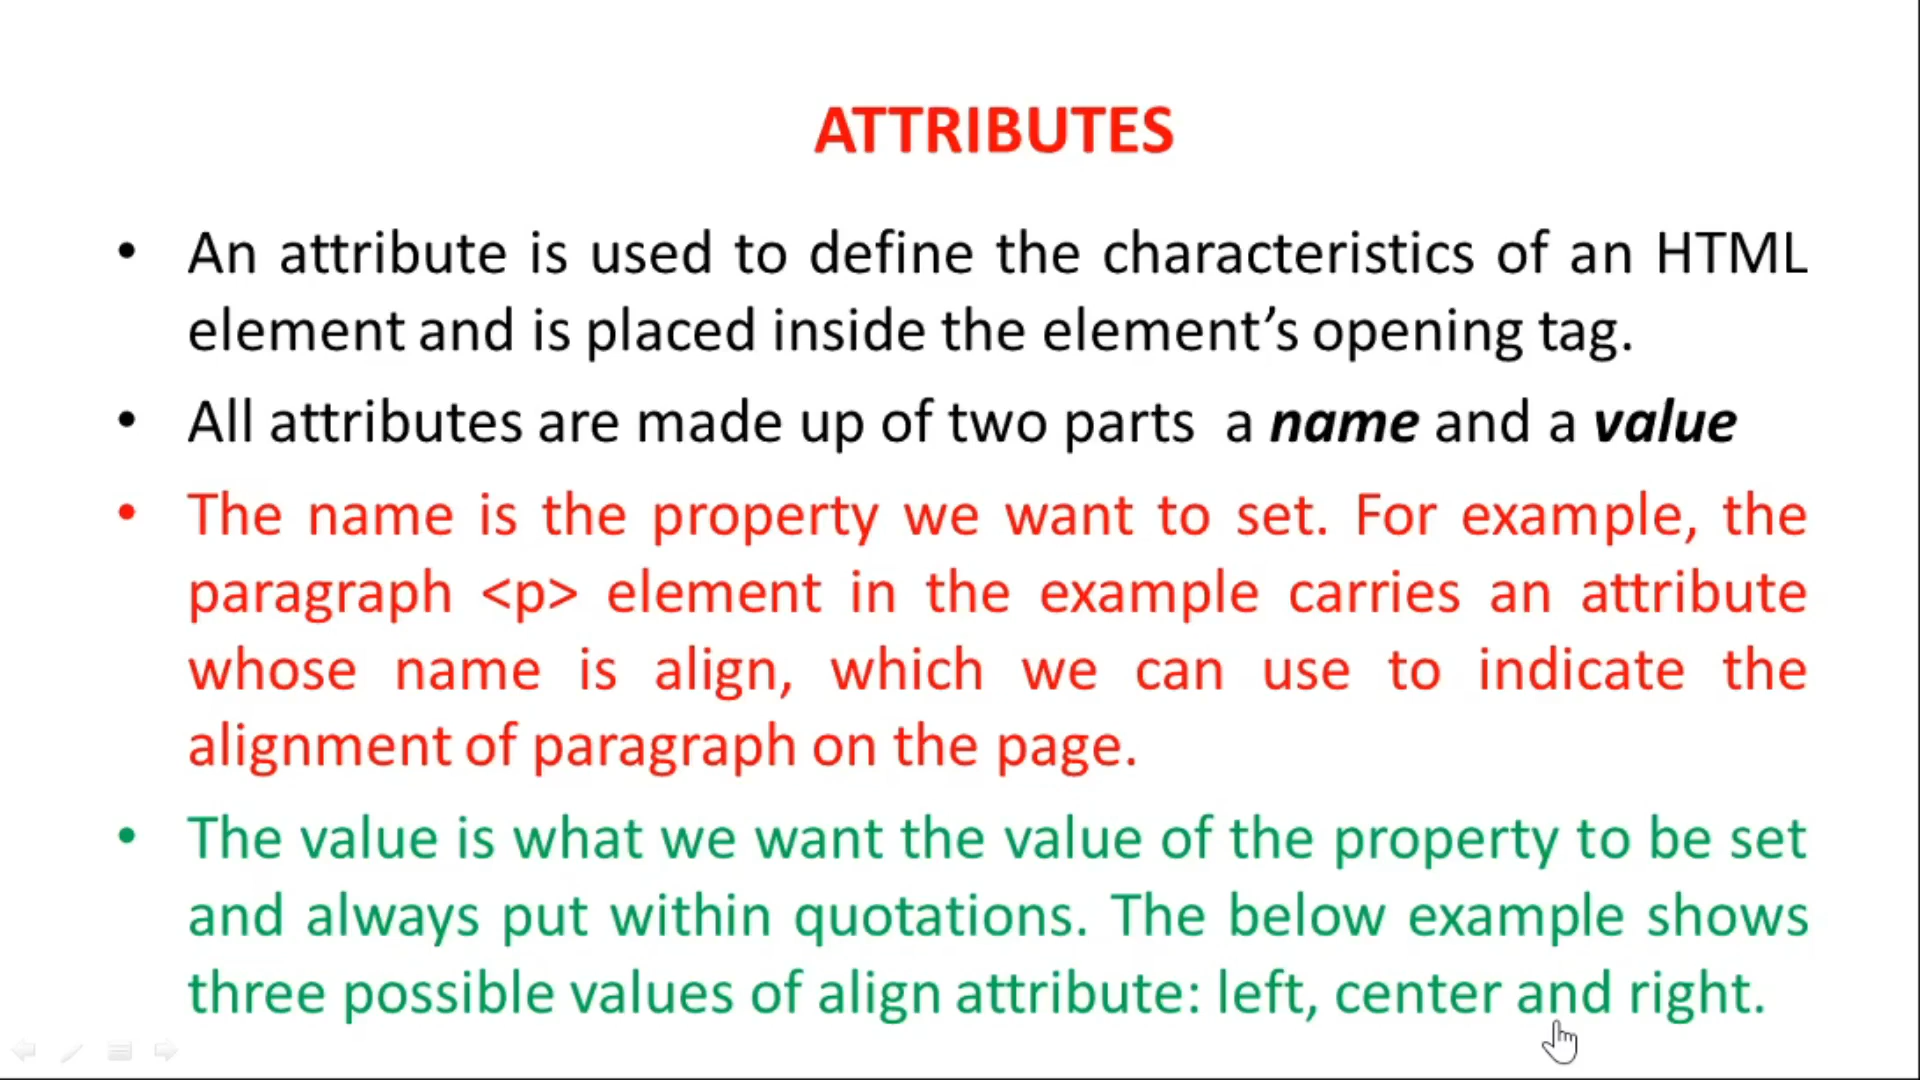 ATTRIBUTES
• An attribute is used to define the characteristics of an HTML
element and is placed inside the element’s opening tag.
• All attributes are made up of two parts a name and a value
• The name is the property we want to set. For example, the
paragraph <p> element in the example carries an attribute
whose name is align, which we can use to indicate the
alignment of paragraph on the page.
• The value is what we want the value of the property to be set
and always put within quotations. The below example shows
three possible values of align attribute: left, center and right.